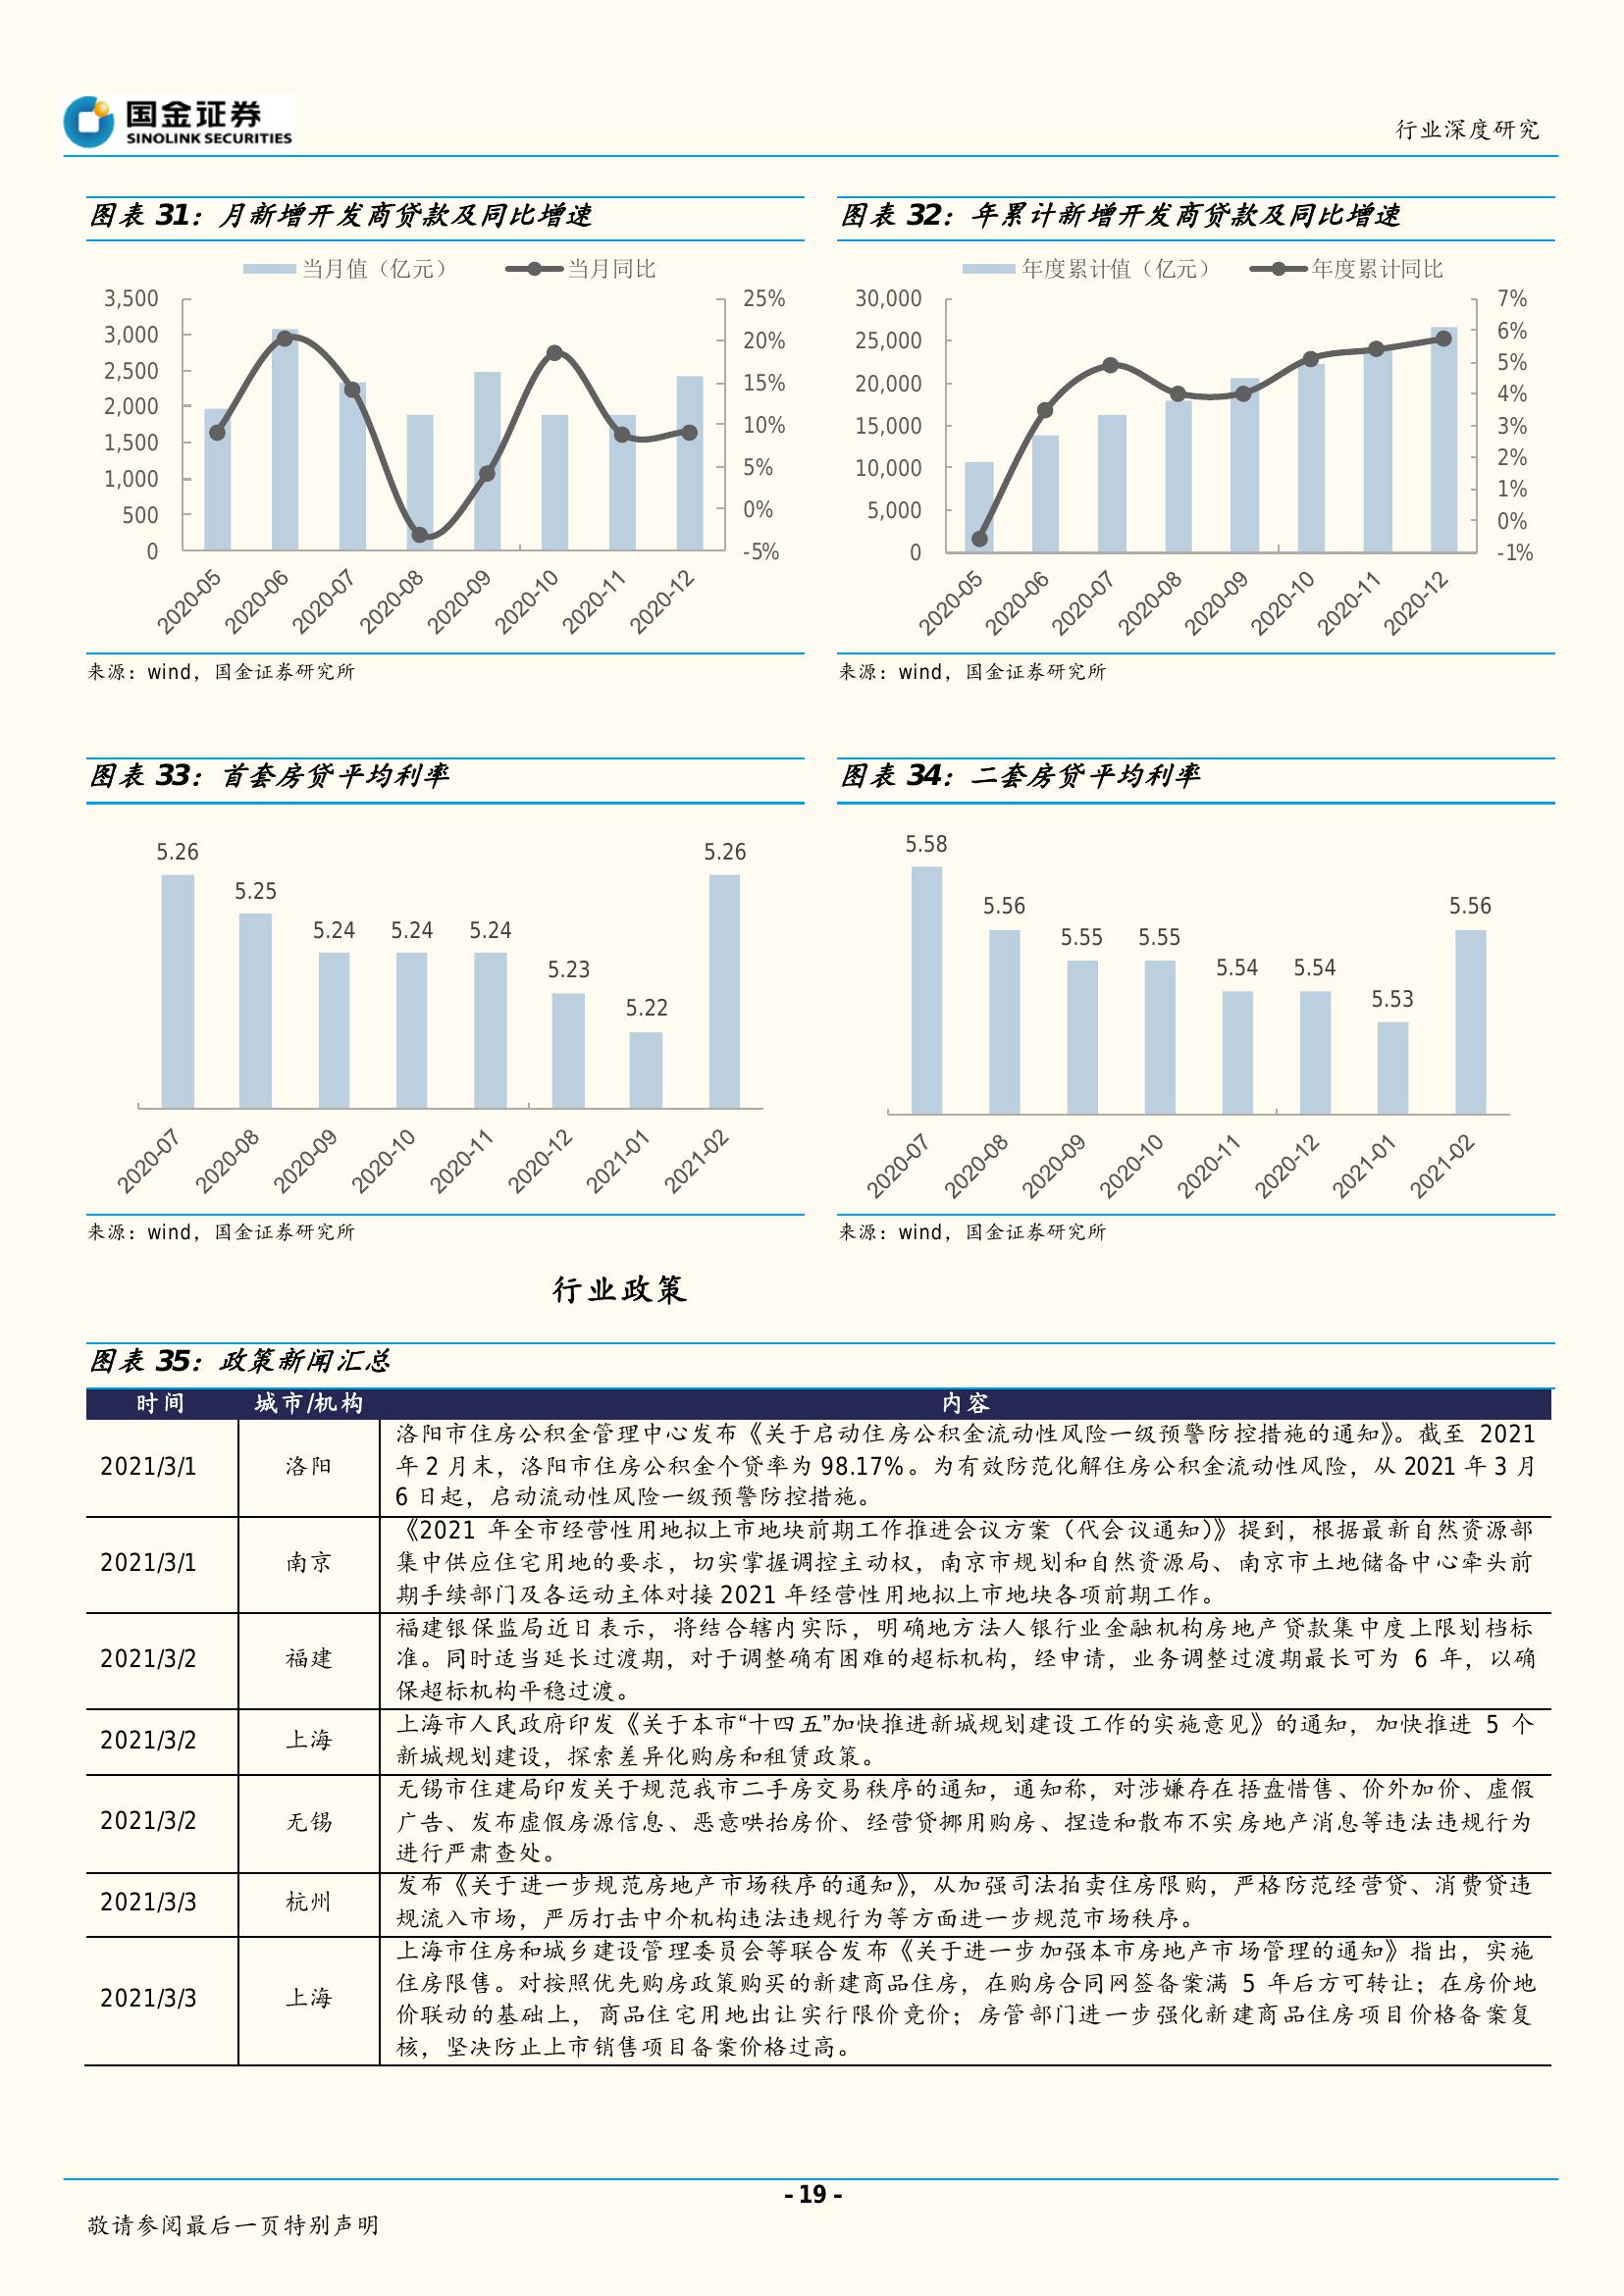 国金证券
SINOLINK SECURITIES
行业深度研究
图表 31：月新增开发商贷款及同比增速
当月值（亿元） 当月同比
3,500
3,000
2,500
2,000
1,500
1,000
500
0
25%
20%
15%
10%
5%
0%
-5%
2020-05 2020-06 2020-07 2020-08 2020-09 2020-10 2020-11 2020-12
来源：wind，国金证券研究所
图表 32：年累计新增开发商贷款及同比增速
年度累计值（亿元） 年度累计同比
30,000
25,000
20,000
15,000
10,000
5,000
0
7%
6%
5%
4%
3%
2%
1%
0%
-1%
2020-05 2020-06 2020-07 2020-08 2020-09 2020-10 2020-11 2020-12
来源：wind，国金证券研究所
图表 33：首套房贷平均利率
5.26 5.25 5.24 5.24 5.24 5.23 5.22 5.26
2020-07 2020-08 2020-09 2020-10 2020-11 2020-12 2021-01 2021-02
来源：wind，国金证券研究所
图表 34：二套房贷平均利率
5.58 5.56 5.55 5.55 5.54 5.54 5.53 5.56
2020-07 2020-08 2020-09 2020-10 2020-11 2020-12 2021-01 2021-02
来源：wind，国金证券研究所
行业政策
图表 35：政策新闻汇总
时间 城市/机构 内容
2021/3/1 洛阳
洛阳市住房公积金管理中心发布《关于启动住房公积金流动性风险一级预警防控措施的通知》。截至 2021
年 2 月末，洛阳市住房公积金个贷率为 98.17%。为有效防范化解住房公积金流动性风险，从 2021 年 3 月
6 日起，启动流动性风险一级预警防控措施。
2021/3/1 南京
《2021 年全市经营性用地拟上市地块前期工作推进会议方案（代会议通知）》提到，根据最新自然资源部
集中供应住宅用地的要求，切实掌握调控主动权，南京市规划和自然资源局、南京市土地储备中心牵头前
期手续部门及各运动主体对接 2021 年经营性用地拟上市地块各项前期工作。
2021/3/2 福建
福建银保监局近日表示，将结合辖内实际，明确地方法人银行业金融机构房地产贷款集中度上限划档标
准。同时适当延长过渡期，对于调整确有困难的超标机构，经申请，业务调整过渡期最长可为 6 年，以确
保超标机构平稳过渡。
2021/3/2 上海
上海市人民政府印发《关于本市“十四五”加快推进新城规划建设工作的实施意见》的通知，加快推进 5 个
新城规划建设，探索差异化购房和租赁政策。
2021/3/2 无锡
无锡市住建局印发关于规范我市二手房交易秩序的通知，通知称，对涉嫌存在捂盘惜售、价外加价、虚假
广告、发布虚假房源信息、恶意哄抬房价、经营贷挪用购房、捏造和散布不实房地产消息等违法违规行为
进行严肃查处。
2021/3/3 杭州
发布《关于进一步规范房地产市场秩序的通知》，从加强司法拍卖住房限购，严格防范经营贷、消费贷违
规流入市场，严厉打击中介机构违法违规行为等方面进一步规范市场秩序。
2021/3/3 上海
上海市住房和城乡建设管理委员会等联合发布《关于进一步加强本市房地产市场管理的通知》指出，实施
住房限售。对按照优先购房政策购买的新建商品住房，在购房合同网签备案满 5 年后方可转让；在房价地
价联动的基础上，商品住宅用地出让实行限价竞价；房管部门进一步强化新建商品住房项目价格备案复
核，坚决防止上市销售项目备案价格过高。
- 19 -
敬请参阅最后一页特别声明